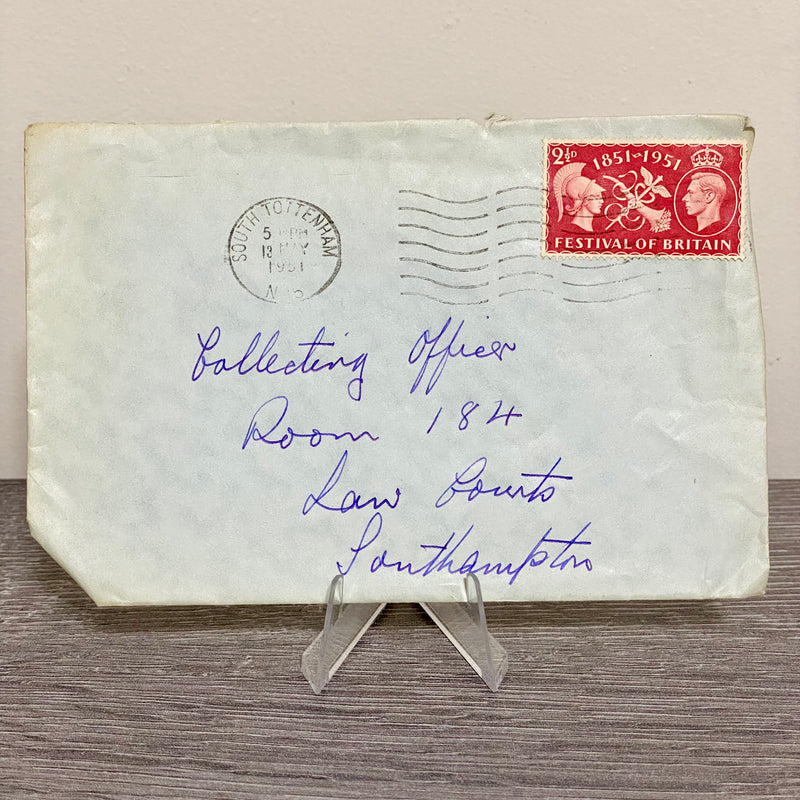 SOUTH TOTTENHAM
5 PM
13 MAY
1951
2½D
1851-1951
FESTIVAL OF BRITAIN
Collecting Officer
Room 184
Law Courts
Southampton